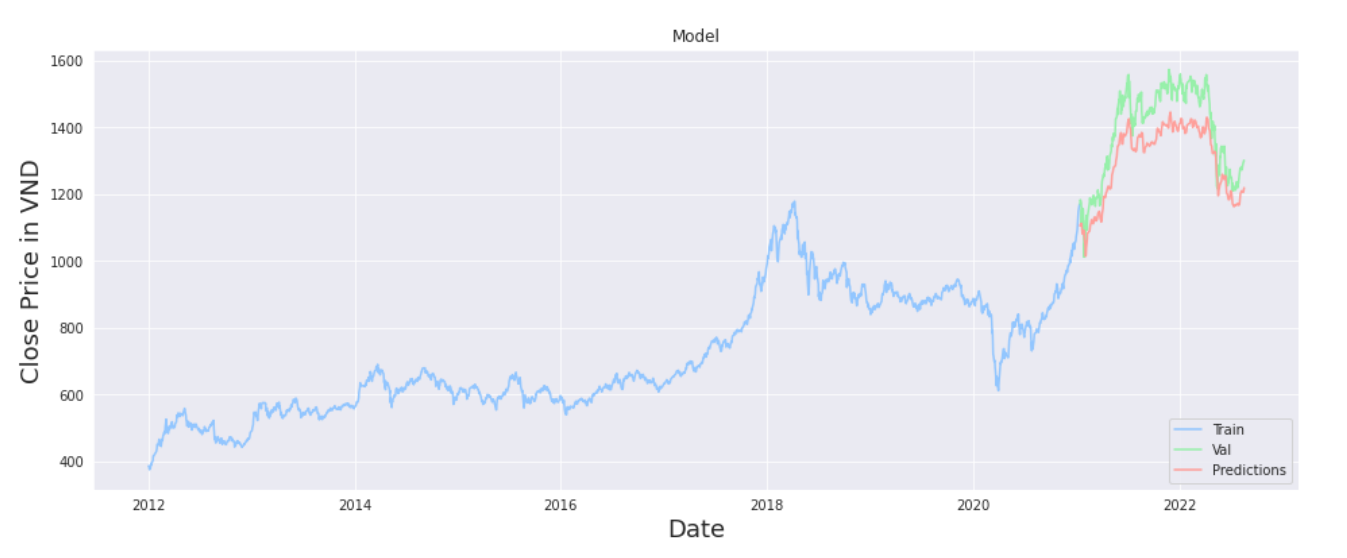 Model
1600
1400
1200
1000
800
600
400
Close Price in VND
2012 2014 2016 2018 2020 2022
Date
Train
Val
Predictions